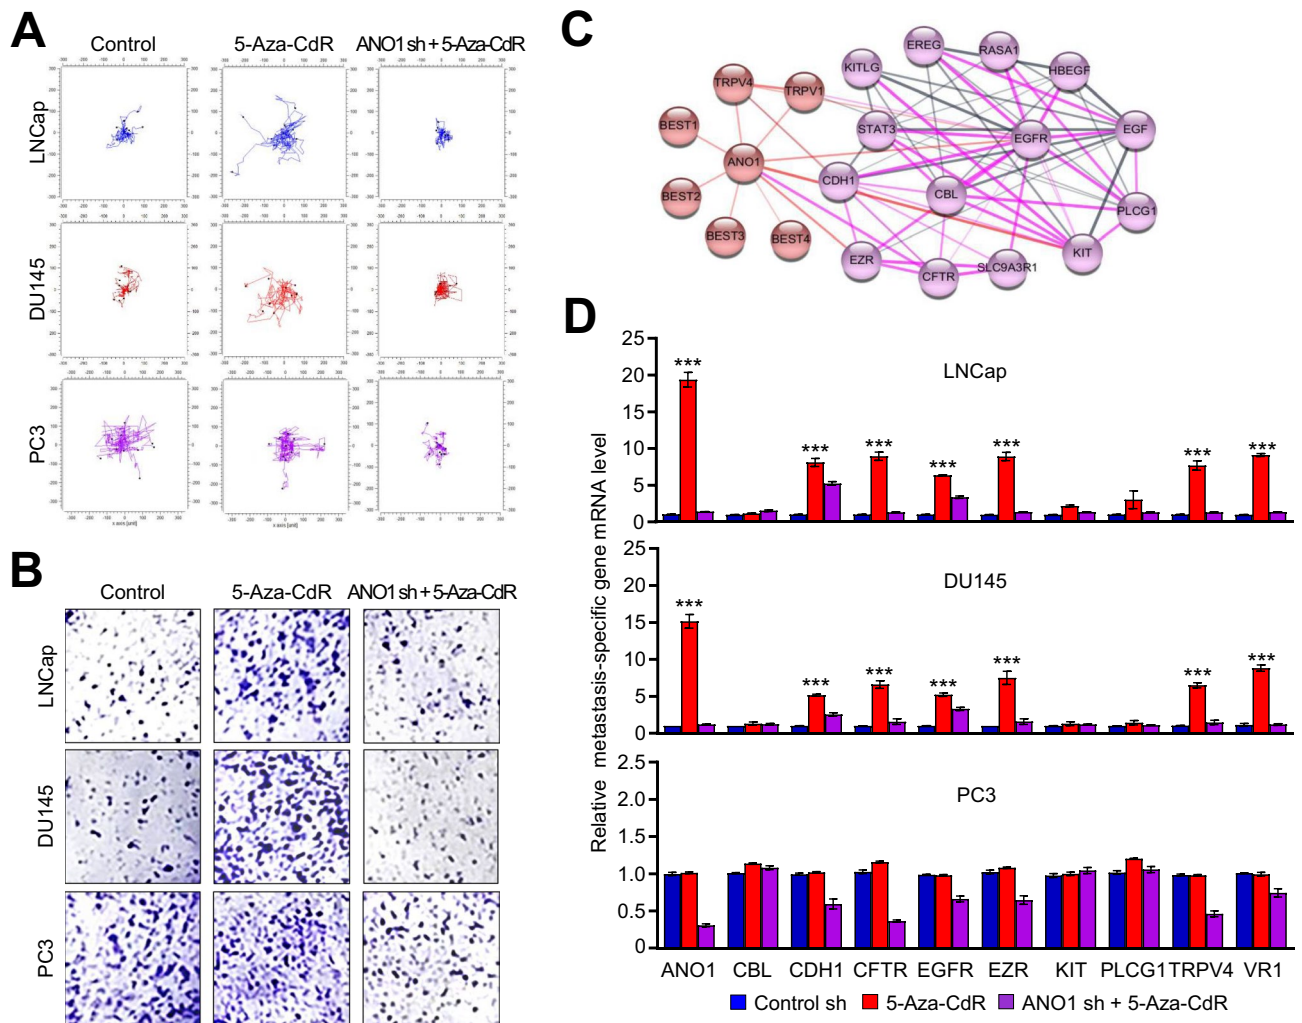 A
Control
5-Aza-CdR
ANO1 sh + 5-Aza-CdR
LNCap
DU145
PC3
x axis [µm]
B
Control
5-Aza-CdR
ANO1 sh + 5-Aza-CdR
LNCap
DU145
PC3
C
EREG
RASA1
KITLG
HBEGF
TRPV4
TRPV1
BEST1
STAT3
EGFR
EGF
ANO1
CDH1
BEST2
CBL
PLCG1
BEST3
BEST4
EZR
CFTR
SLC9A3R1
KIT
D
Relative metastasis-specific gene mRNA level
LNCap
25
20
15
10
5
0
*** *** *** *** *** *** ***
DU145
25
20
15
10
5
0
*** *** *** *** *** *** ***
PC3
2.5
2.0
1.5
1.0
0.5
0
ANO1 CBL CDH1 CFTR EGFR EZR KIT PLCG1 TRPV4 VR1
Control sh 5-Aza-CdR ANO1 sh + 5-Aza-CdR